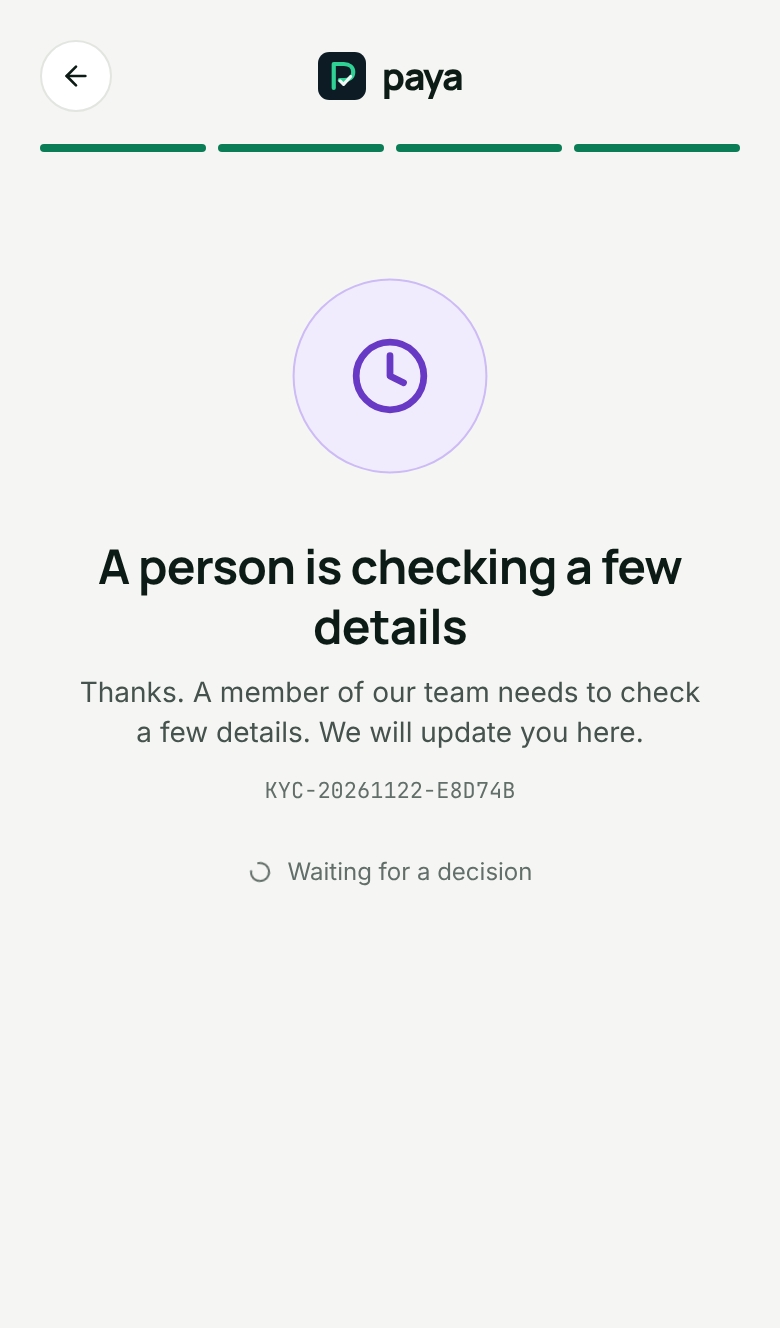 paya
A person is checking a few
details
Thanks. A member of our team needs to check
a few details. We will update you here.
KYC-20261122-E8D74B
Waiting for a decision